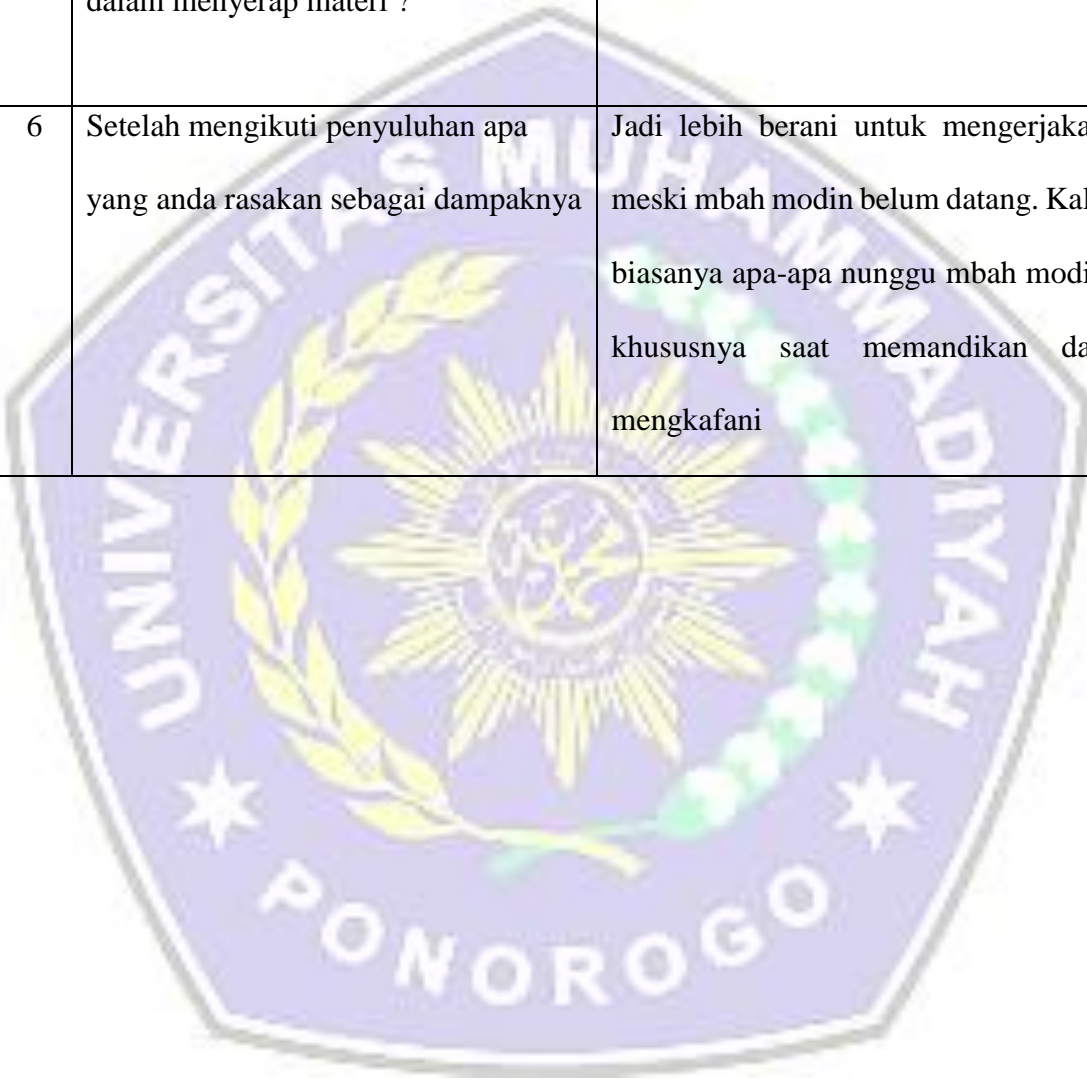 dalam menyerap materi ?
6
Setelah mengikuti penyuluhan apa
yang anda rasakan sebagai dampaknya
Jadi lebih berani untuk mengerjaka
meski mbah modin belum datang. Kal
biasanya apa-apa nunggu mbah modi
khususnya saat memandikan da
mengkafani
UNIVERSITAS MUHAMMADIYAH
PONOROGO